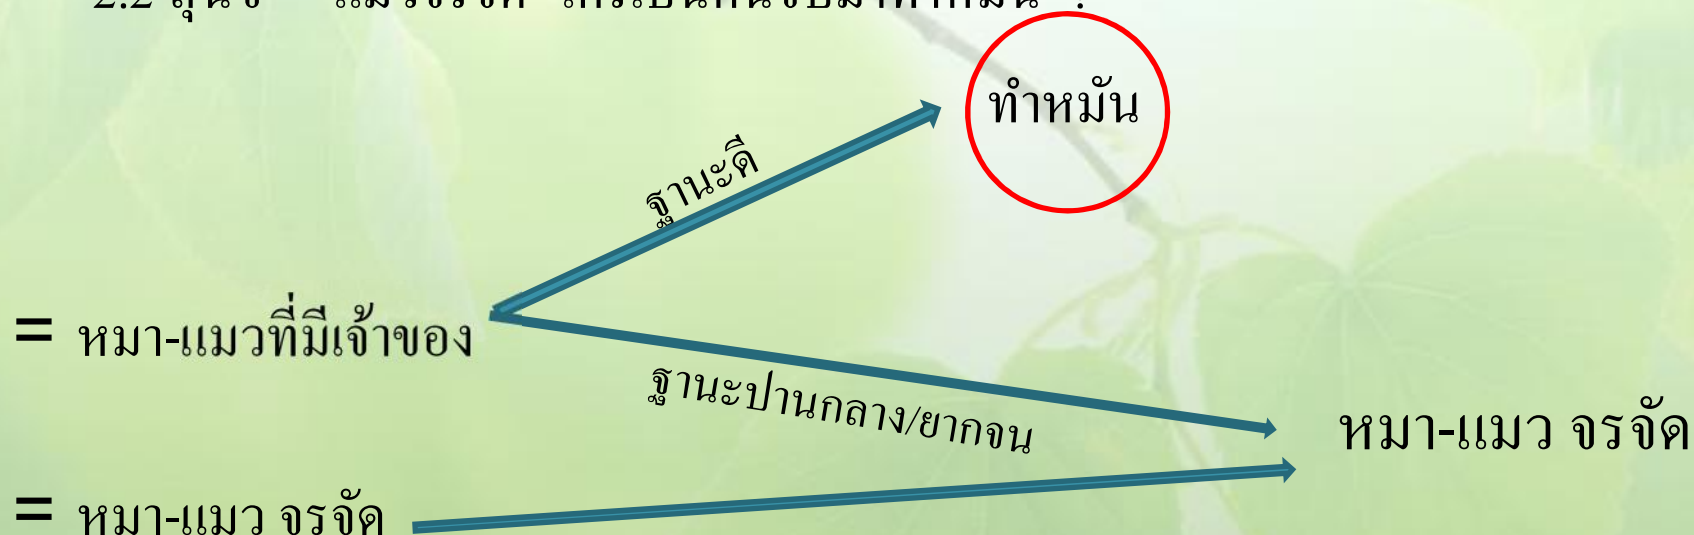 ทำหมัน
ฐานะดี
= หมา-แมวที่มีเจ้าของ
ฐานะปานกลาง/ยากจน
หมา-แมว จรจัด
= หมา-แมว จรจัด